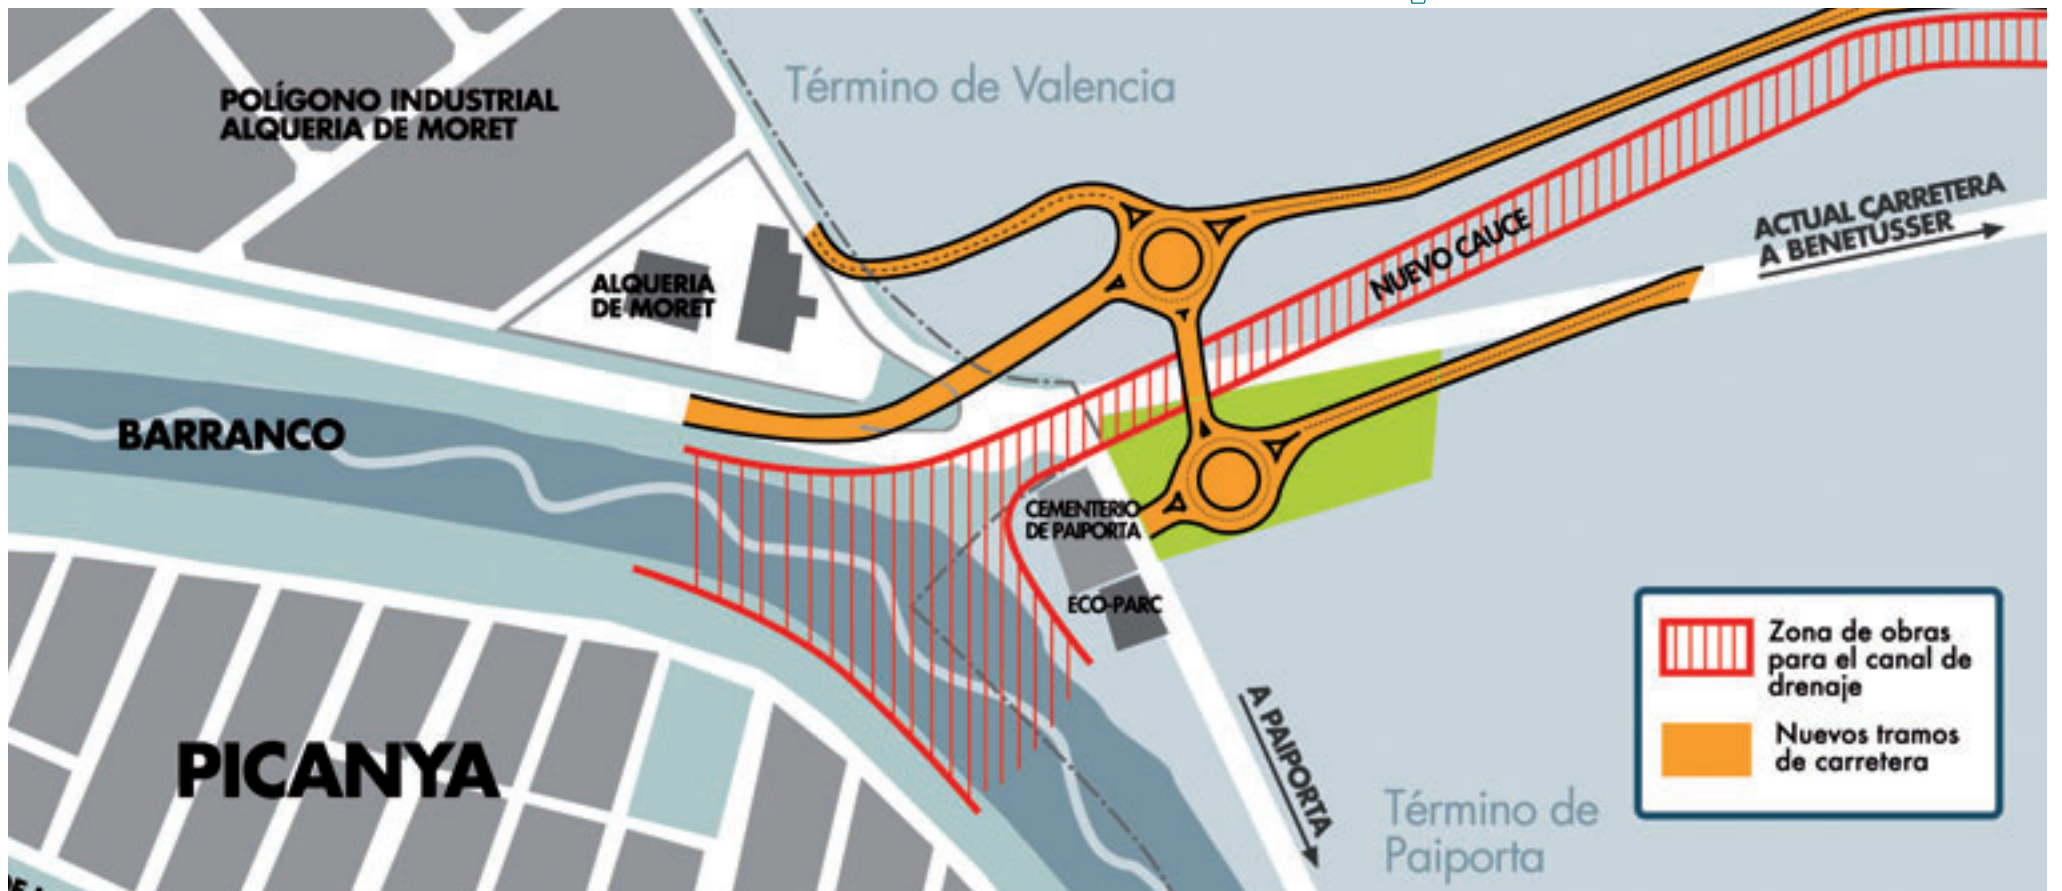 Término de Valencia
POLÍGONO INDUSTRIAL
ALQUERIA DE MORET
ACTUAL CARRETERA
A BENETUSSER
NUEVO CAUCE
ALQUERIA
DE MORET
BARRANCO
CEMENTERIO
DE PAIPORTA
ECO-PARC
Zona de obras
para el canal de
drenaje
Nuevos tramos
de carretera
PICANYA
A PAIPORTA
Término de
Paiporta